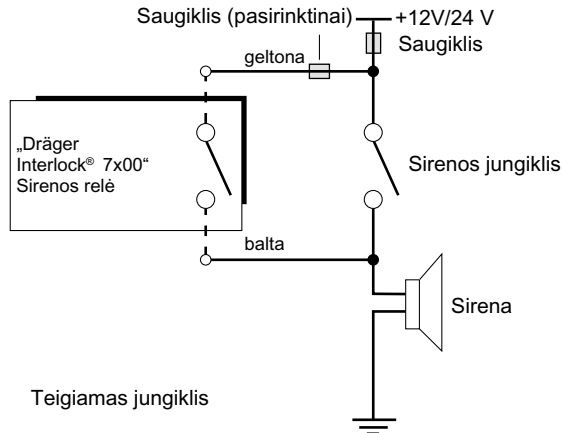 Saugiklis (pasirinktinai)
+12V/24 V
Saugiklis
geltona
„Dräger
Interlock® 7x00“
Sirenos relė
Sirenos jungiklis
balta
Sirena
Teigiamas jungiklis